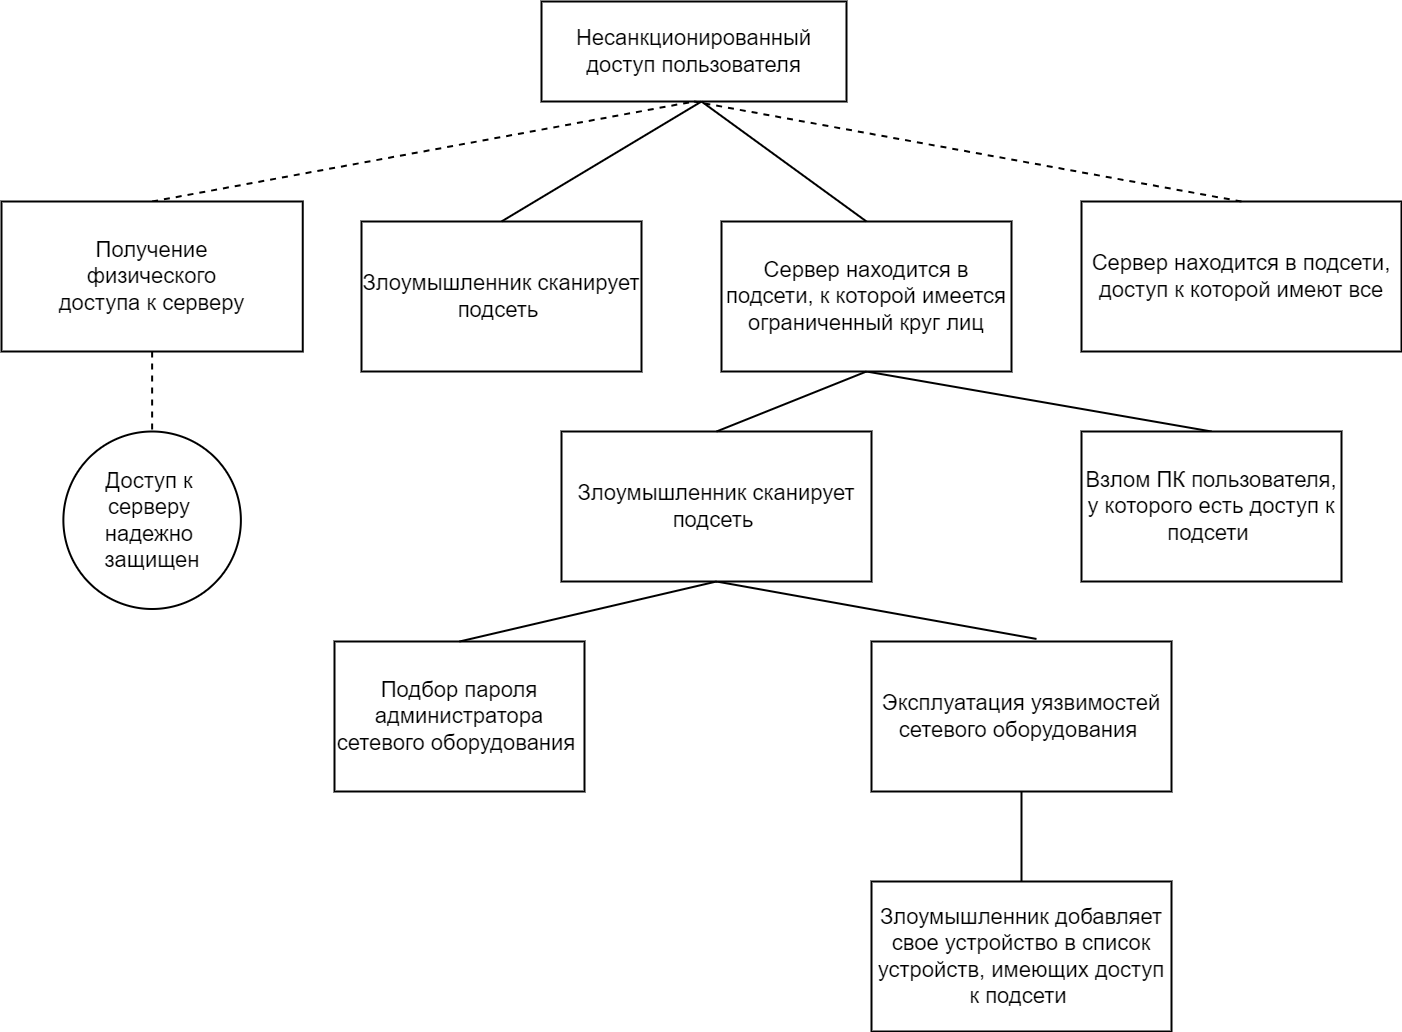 Несанкционированный
доступ пользователя
Получение
физического
доступа к серверу
Злоумышленник сканирует
подсеть
Сервер находится в
подсети, к которой имеется
ограниченный круг лиц
Сервер находится в подсети,
доступ к которой имеют все
Доступ к
серверу
надежно
защищен
Злоумышленник сканирует
подсеть
Взлом ПК пользователя,
у которого есть доступ к
подсети
Подбор пароля
администратора
сетевого оборудования
Эксплуатация уязвимостей
сетевого оборудования
Злоумышленник добавляет
свое устройство в список
устройств, имеющих доступ
к подсети